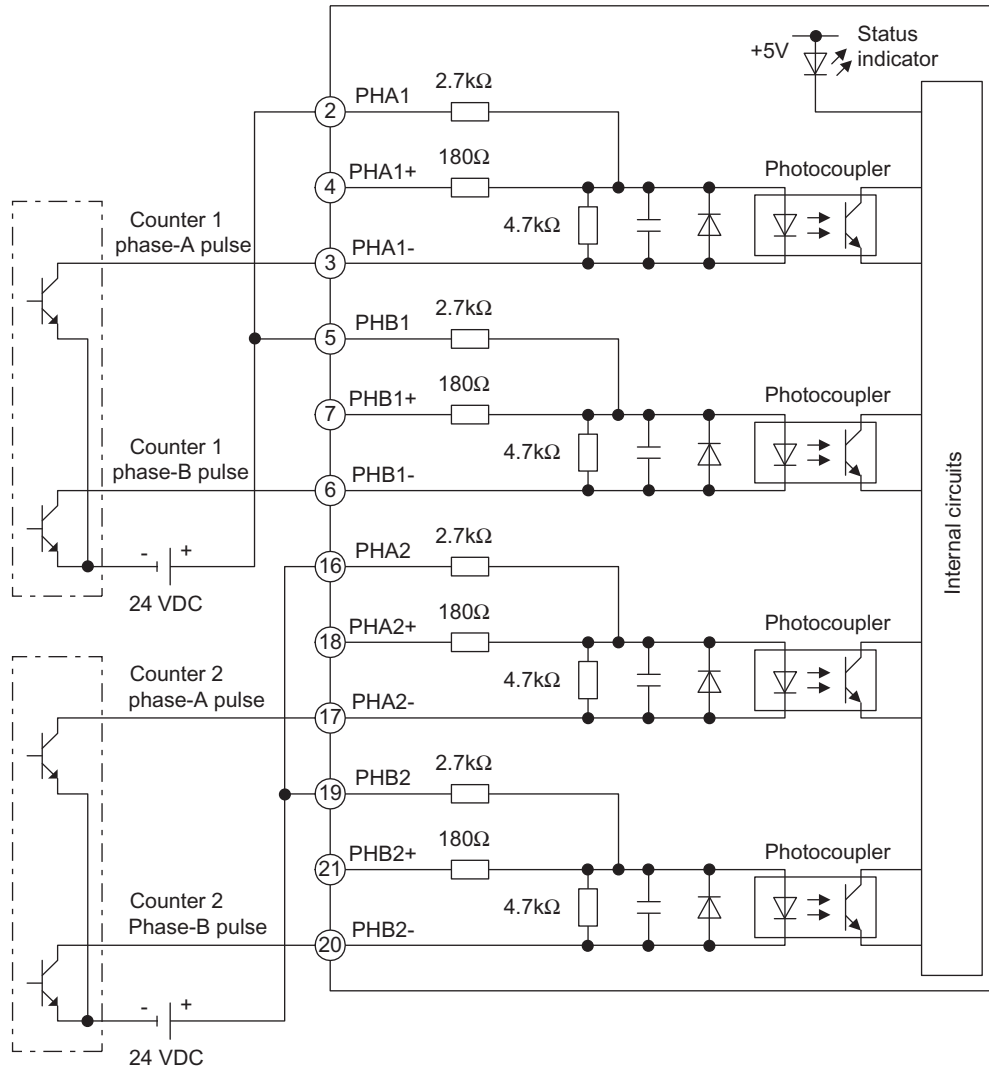 Status
indicator
+5V
2.7kΩ
PHA1
2
180Ω
PHA1+
4
Photocoupler
4.7kΩ
Counter 1
phase-A pulse
PHA1-
3
2.7kΩ
PHB1
5
180Ω
PHB1+
7
Photocoupler
4.7kΩ
Counter 1
phase-B pulse
PHB1-
6
2.7kΩ
PHA2
16
- +
24 VDC
180Ω
PHA2+
18
Photocoupler
4.7kΩ
Counter 2
phase-A pulse
PHA2-
17
2.7kΩ
PHB2
19
180Ω
PHB2+
21
Photocoupler
4.7kΩ
Counter 2
Phase-B pulse
PHB2-
20
- +
24 VDC
Internal circuits